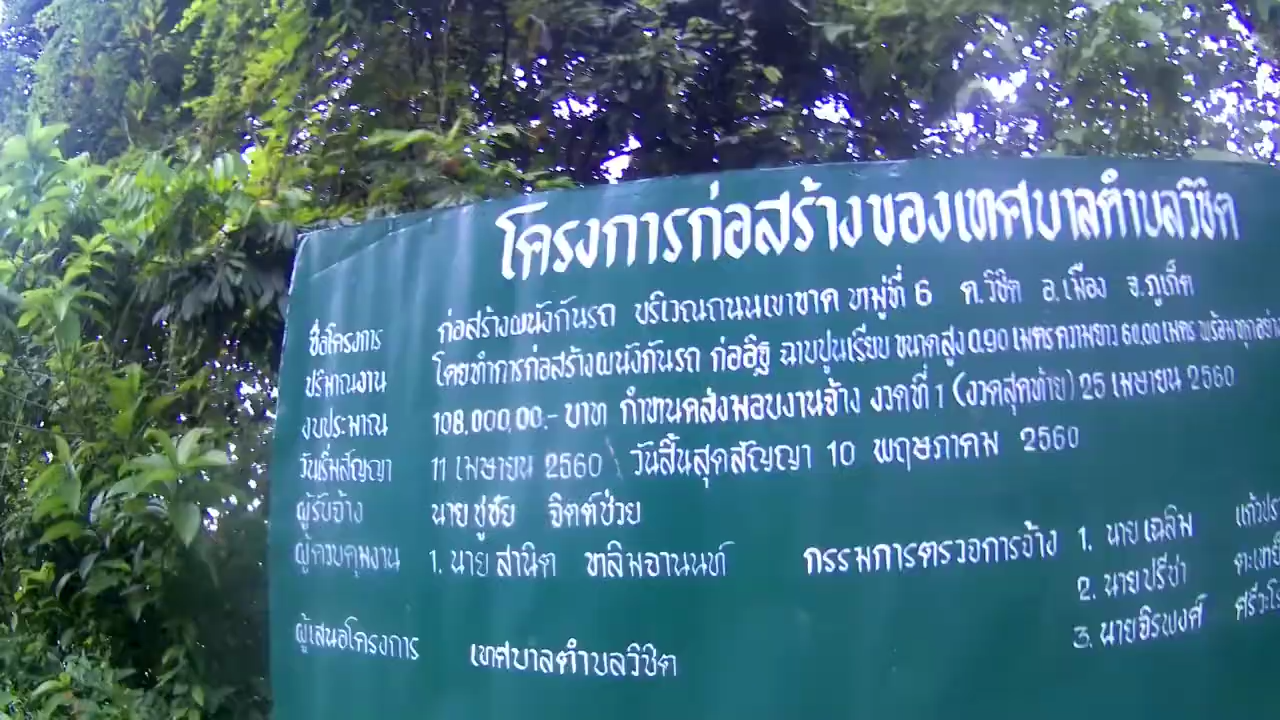 โครงการก่อสร้างของเทศบาลตำบลวิชิต
ชื่อโครงการ ก่อสร้างผนังกันรถ บริเวณถนนเขาขาด หมู่ที่ 6 ต.วิชิต อ.เมือง จ.ภูเก็ต
ปริมาณงาน โดยทำการก่อสร้างผนังกันรถ ก่ออิฐ ฉาบปูนเรียบ ขนาดสูง 0.90 เมตร ความยาว 60.00 เมตร พร้อมทุกอย่าง
งบประมาณ 108,000.00.- บาท กำหนดส่งมอบงานจ้าง งวดที่ 1 (งวดสุดท้าย) 25 เมษายน 2560
วันเริ่มสัญญา 11 เมษายน 2560 วันสิ้นสุดสัญญา 10 พฤษภาคม 2560
ผู้รับจ้าง นายชูชัย จิตต์ช่วย
ผู้ควบคุมงาน 1. นายสานิต หลิมจานนท์ กรรมการตรวจการจ้าง 1. นายเฉลิม
2. นายปรีชา
3. นายธีรพงศ์
ผู้เสนอโครงการ เทศบาลตำบลวิชิต